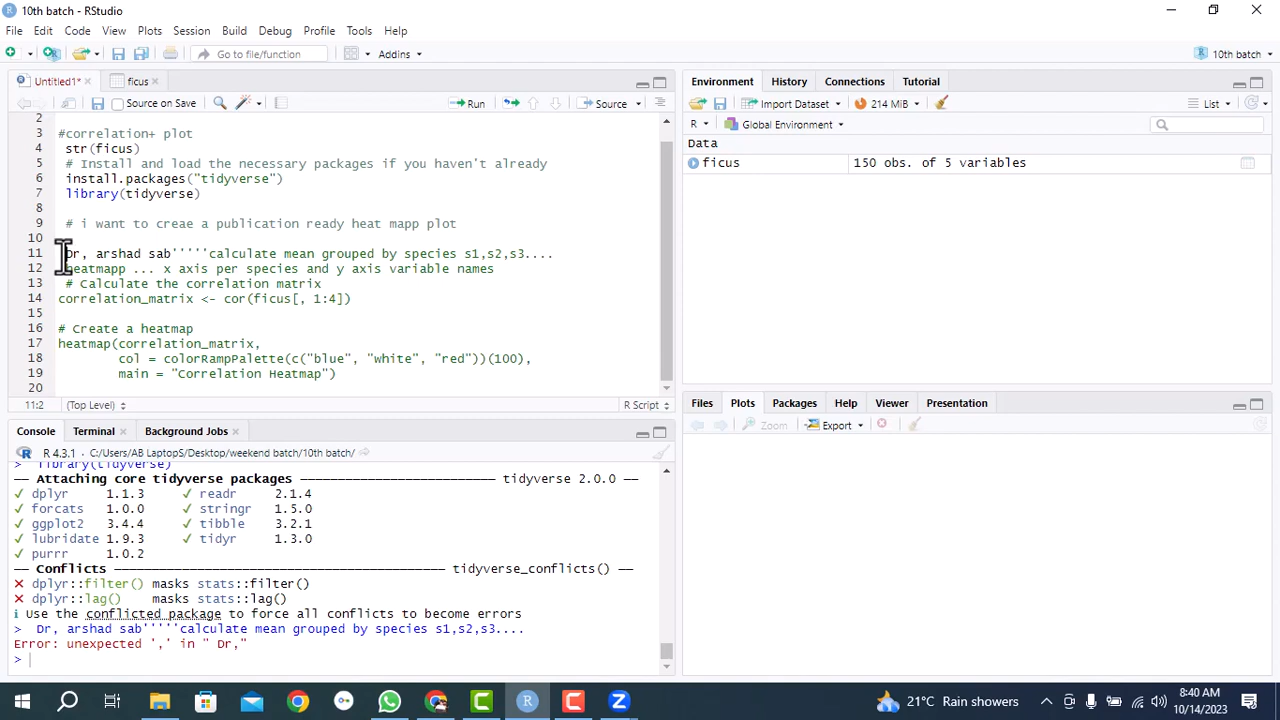 10th batch - RStudio
File Edit Code View Plots Session Build Debug Profile Tools Help
Go to file/function Addins 10th batch
Untitled1* ficus
Source on Save Run Source
2
3 #correlation+ plot
4 str(ficus)
5 # Install and load the necessary packages if you haven't already
6 install.packages("tidyverse")
7 library(tidyverse)
8
9 # i want to creae a publication ready heat mapp plot
10
11 Dr, arshad sab'''''calculate mean grouped by species s1,s2,s3....
12 heatmapp ... x axis per species and y axis variable names
13 # Calculate the correlation matrix
14 correlation_matrix <- cor(ficus[, 1:4])
15
16 # Create a heatmap
17 heatmap(correlation_matrix,
18 col = colorRampPalette(c("blue", "white", "red"))(100),
19 main = "Correlation Heatmap")
20
11:2 (Top Level) R Script
Console Terminal Background Jobs
R 4.3.1 · C:/Users/AB LaptopS/Desktop/weekend batch/10th batch/
> library(tidyverse)
── Attaching core tidyverse packages ──────────────────────── tidyverse 2.0.0 ──
✓ dplyr 1.1.3 ✓ readr 2.1.4
✓ forcats 1.0.0 ✓ stringr 1.5.0
✓ ggplot2 3.4.4 ✓ tibble 3.2.1
✓ lubridate 1.9.3 ✓ tidyr 1.3.0
✓ purrr 1.0.2
── Conflicts ────────────────────────────────────────── tidyverse_conflicts() ──
✗ dplyr::filter() masks stats::filter()
✗ dplyr::lag() masks stats::lag()
i Use the conflicted package to force all conflicts to become errors
> Dr, arshad sab'''''calculate mean grouped by species s1,s2,s3....
Error: unexpected ',' in " Dr,"
>
Environment History Connections Tutorial
Import Dataset 214 MiB List
R Global Environment
Data
ficus 150 obs. of 5 variables
Files Plots Packages Help Viewer Presentation
Zoom Export
21°C Rain showers
8:40 AM
10/14/2023